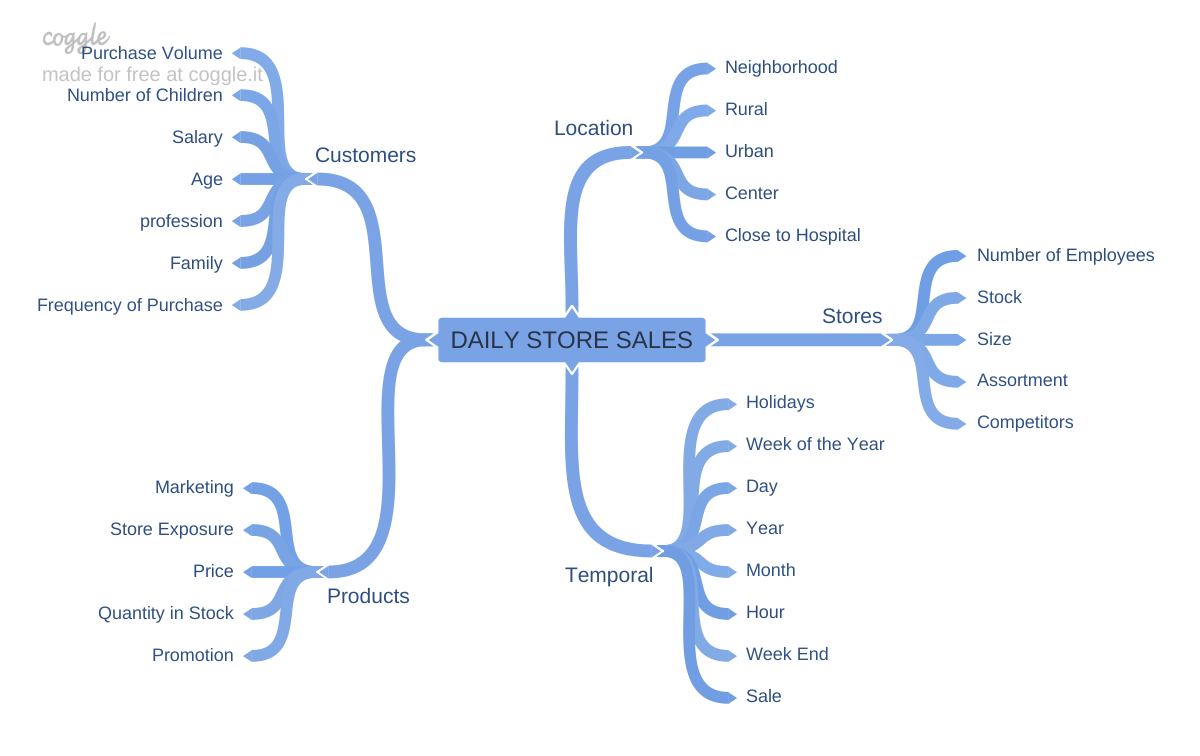 coggle
made for free at coggle.it
Purchase Volume
Number of Children
Salary
Age
profession
Family
Frequency of Purchase
Customers
Location
Neighborhood
Rural
Urban
Center
Close to Hospital
DAILY STORE SALES
Stores
Number of Employees
Stock
Size
Assortment
Competitors
Marketing
Store Exposure
Price
Quantity in Stock
Promotion
Products
Temporal
Holidays
Week of the Year
Day
Year
Month
Hour
Week End
Sale